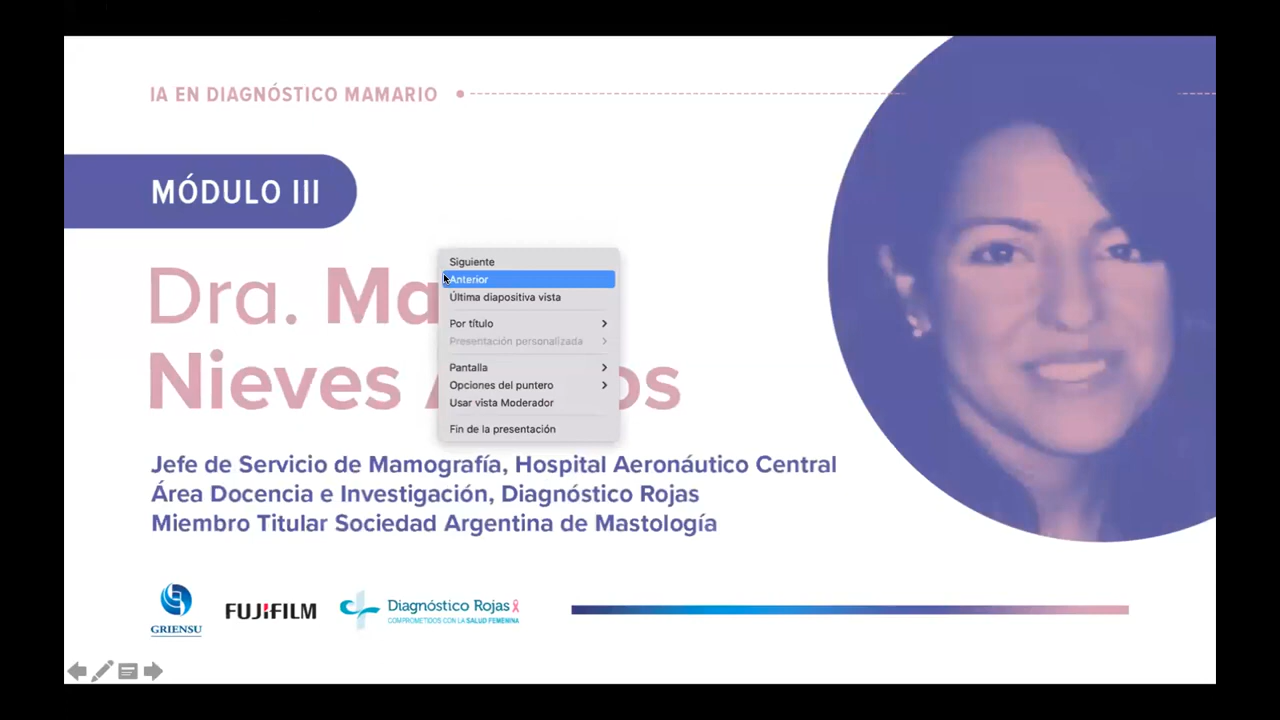 IA EN DIAGNÓSTICO MAMARIO
MÓDULO III
Dra.
Nieves
Siguiente
Anterior
Última diapositiva vista
Por título
Presentación personalizada
Pantalla
Opciones del puntero
Usar vista Moderador
Fin de la presentación
Jefe de Servicio de Mamografía, Hospital Aeronáutico Central
Área Docencia e Investigación, Diagnóstico Rojas
Miembro Titular Sociedad Argentina de Mastología
GRIENSU
FUJIFILM
Diagnóstico Rojas
COMPROMETIDOS CON LA SALUD FEMENINA